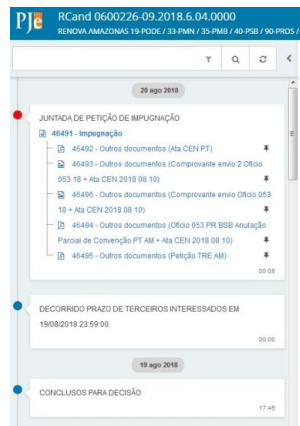 PJe RCand 0600226-09.2018.6.04.0000
RENOVA AMAZONAS 19-PODE / 33-PMN / 35-PMB / 40-PSB / 90-PROS /
20 ago 2018
JUNTADA DE PETIÇÃO DE IMPUGNAÇÃO
46491 - Impugnação
46492 - Outros documentos (Ata CEN PT)
46493 - Outros documentos (Comprovante envio 2 Ofício
053 18 + Ata CEN 2018 08 10)
46496 - Outros documentos (Comprovante envio Ofício 053
18 + Ata CEN 2018 08 10)
46494 - Outros documentos (Ofício 053 PR BSB Anulação
Parcial de Convenção PT AM + Ata CEN 2018 08 10)
46495 - Outros documentos (Petição TRE AM)
00:08
DECORRIDO PRAZO DE TERCEIROS INTERESSADOS EM
19/08/2018 23:59:00.
00:00
19 ago 2018
CONCLUSOS PARA DECISÃO
17:45